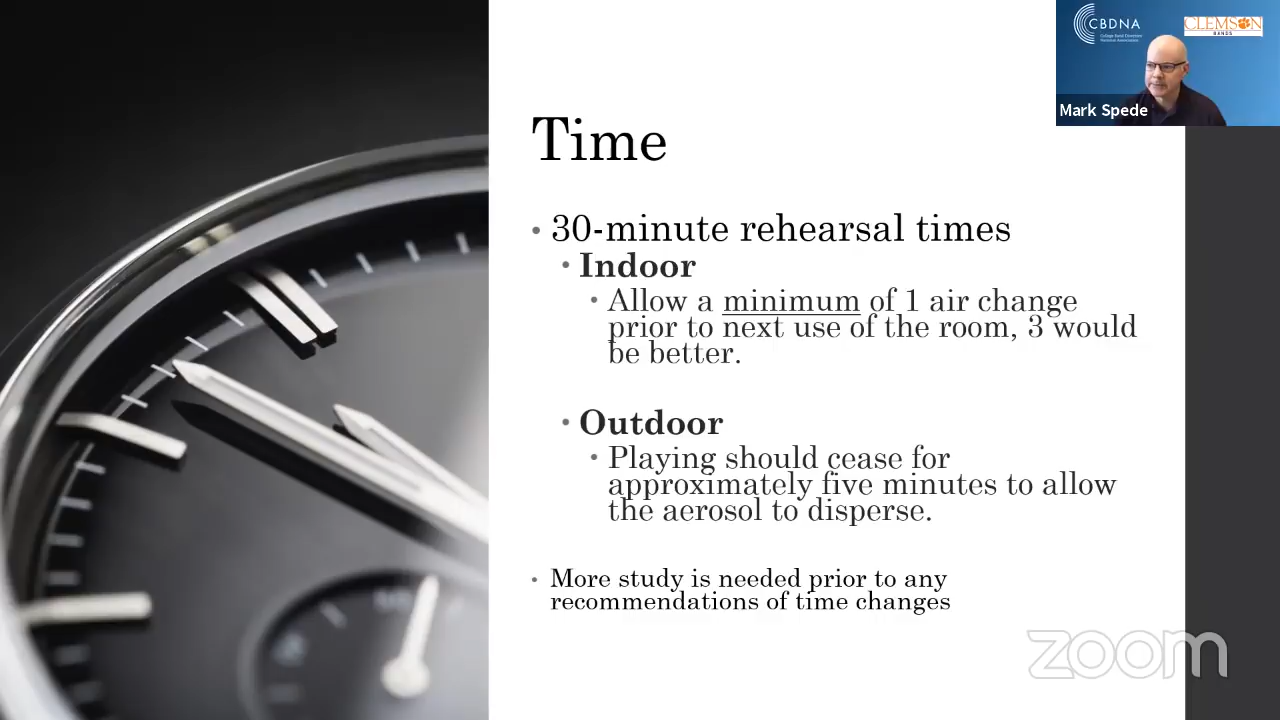 CBDNA
College Band Directors
National Association
CLEMSON
BANDS
Mark Spede
Time
• 30-minute rehearsal times
• Indoor
• Allow a minimum of 1 air change
prior to next use of the room, 3 would
be better.
• Outdoor
• Playing should cease for
approximately five minutes to allow
the aerosol to disperse.
• More study is needed prior to any
recommendations of time changes
zoom